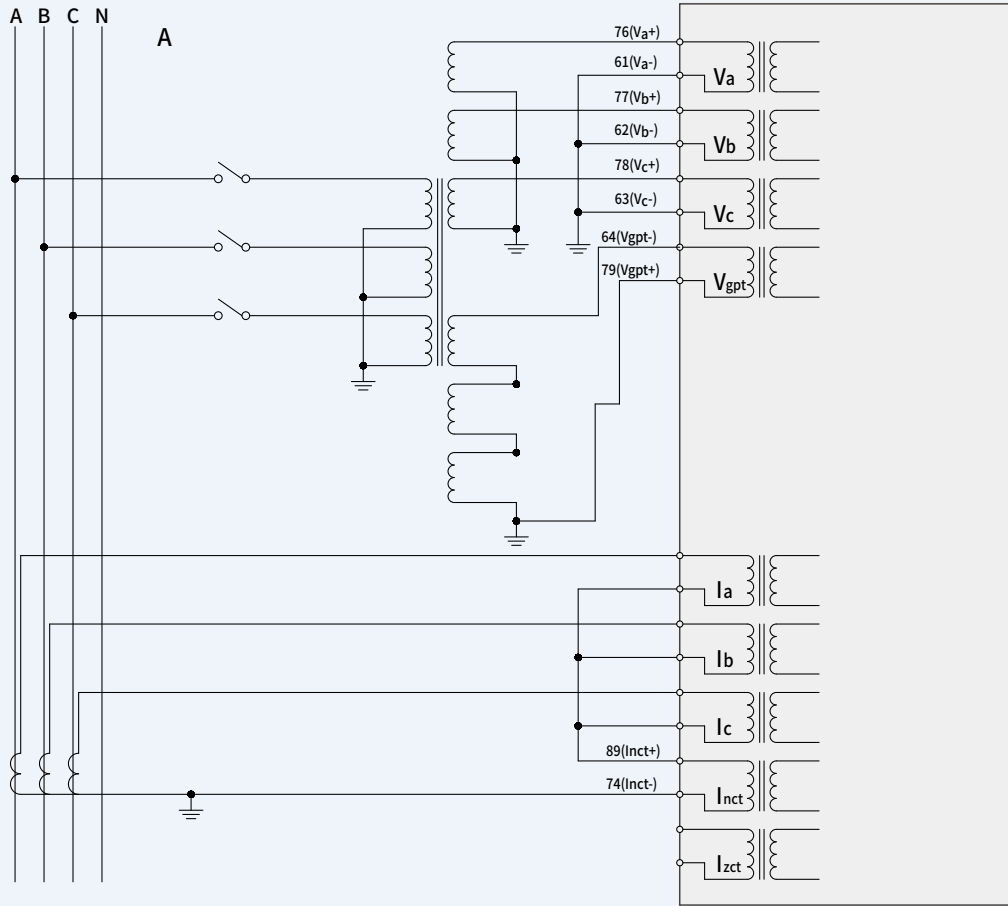 A B C N
A
76(Va+)
61(Va-)
Va
77(Vb+)
62(Vb-)
Vb
78(Vc+)
63(Vc-)
Vc
64(Vgpt-)
79(Vgpt+)
Vgpt
Ia
Ib
Ic
89(Inct+)
74(Inct-)
Inct
Izct